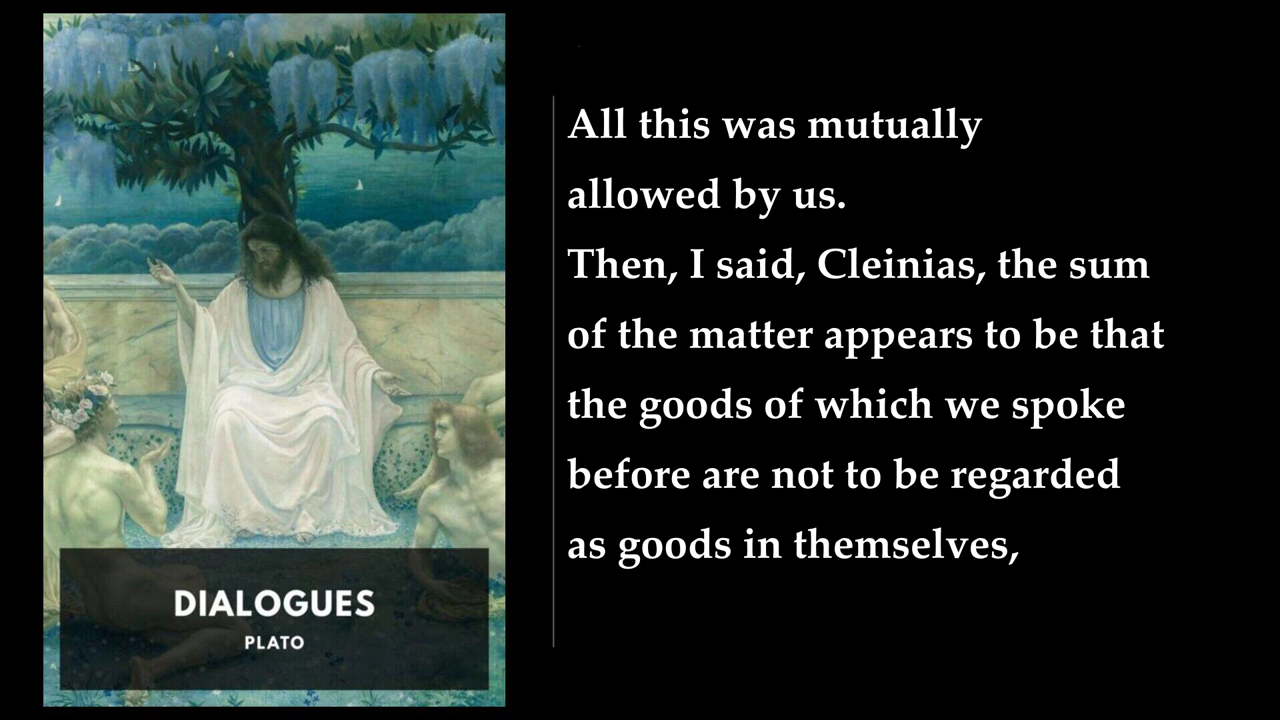 DIALOGUES
PLATO
All this was mutually
allowed by us.
Then, I said, Cleinias, the sum
of the matter appears to be that
the goods of which we spoke
before are not to be regarded
as goods in themselves,